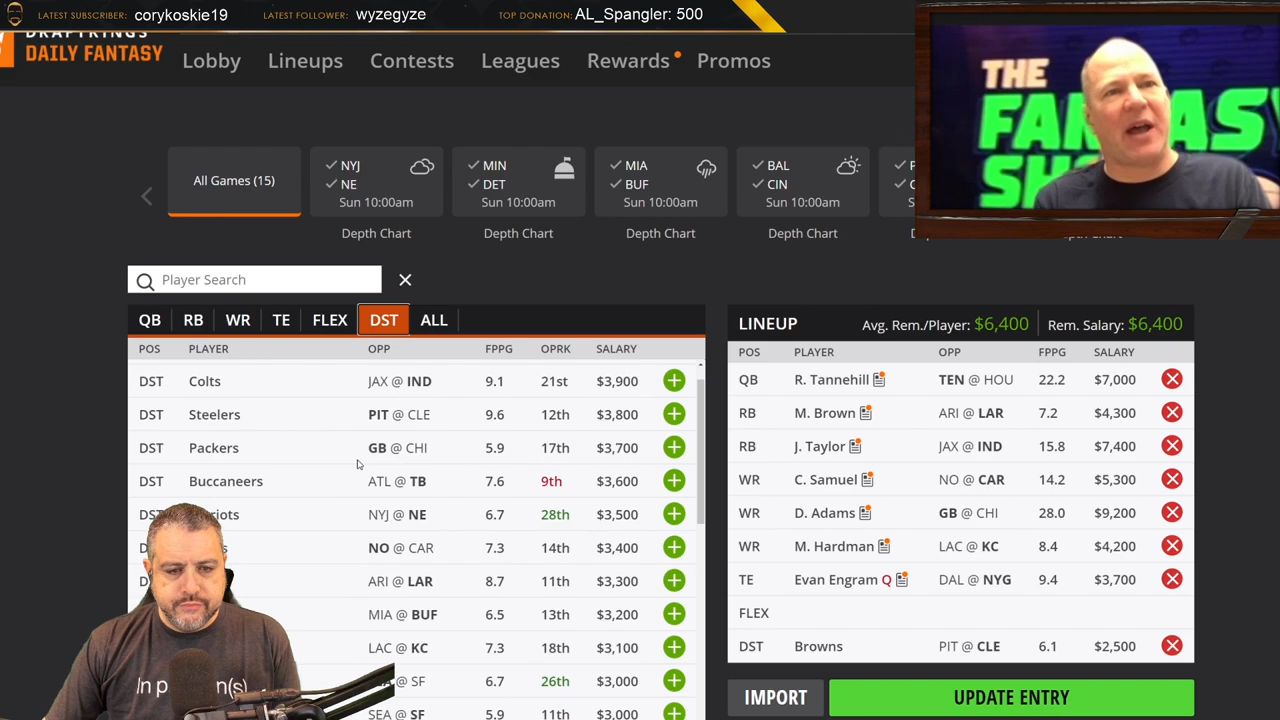 LATEST SUBSCRIBER: corykoskie19
LATEST FOLLOWER: wyzegyze
TOP DONATION: AL_Spangler: 500
DRAFTKINGS
DAILY FANTASY
Lobby Lineups Contests Leagues Rewards Promos
THE
All Games (15)
NYJ
NE
Sun 10:00am
Depth Chart
MIN
DET
Sun 10:00am
Depth Chart
MIA
BUF
Sun 10:00am
Depth Chart
BAL
CIN
Sun 10:00am
Depth Chart
Player Search
QB RB WR TE FLEX DST ALL
POS PLAYER OPP FPPG OPRK SALARY
DST Colts JAX @ IND 9.1 21st $3,900
DST Steelers PIT @ CLE 9.6 12th $3,800
DST Packers GB @ CHI 5.9 17th $3,700
DST Buccaneers ATL @ TB 7.6 9th $3,600
NYJ @ NE 6.7 28th $3,500
NO @ CAR 7.3 14th $3,400
ARI @ LAR 8.7 11th $3,300
MIA @ BUF 6.5 13th $3,200
LAC @ KC 7.3 18th $3,100
@ SF 6.7 26th $3,000
SEA @ SF 5.9 11th $3,000
LINEUP Avg. Rem./Player: $6,400 Rem. Salary: $6,400
POS PLAYER OPP FPPG SALARY
QB R. Tannehill TEN @ HOU 22.2 $7,000
RB M. Brown ARI @ LAR 7.2 $4,300
RB J. Taylor JAX @ IND 15.8 $7,400
WR C. Samuel NO @ CAR 14.2 $5,300
WR D. Adams GB @ CHI 28.0 $9,200
WR M. Hardman LAC @ KC 8.4 $4,200
TE Evan Engram Q DAL @ NYG 9.4 $3,700
FLEX
DST Browns PIT @ CLE 6.1 $2,500
IMPORT
UPDATE ENTRY